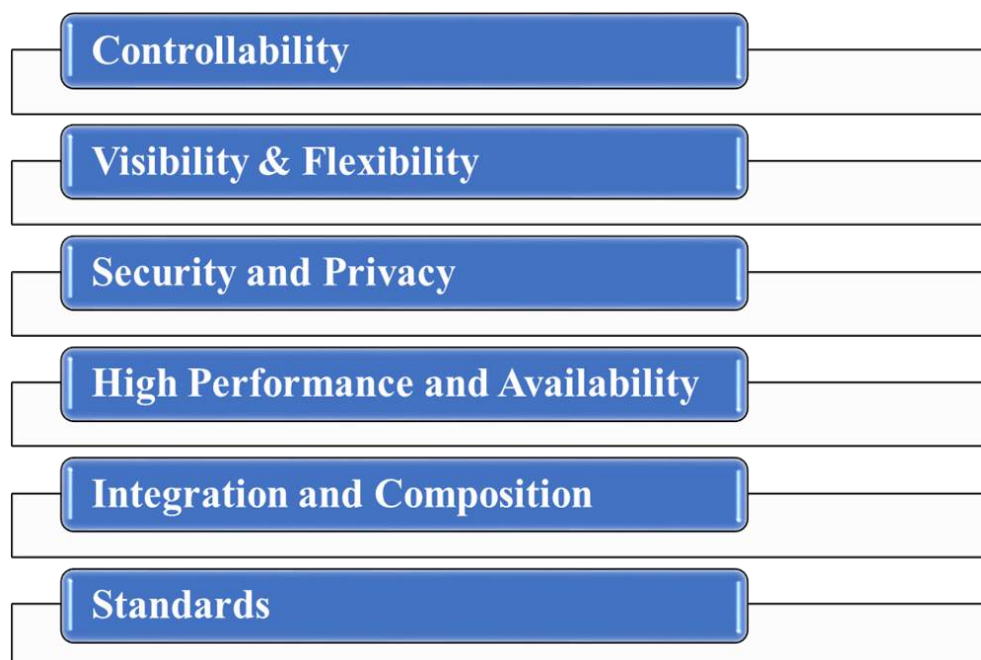 Controllability
Visibility & Flexibility
Security and Privacy
High Performance and Availability
Integration and Composition
Standards